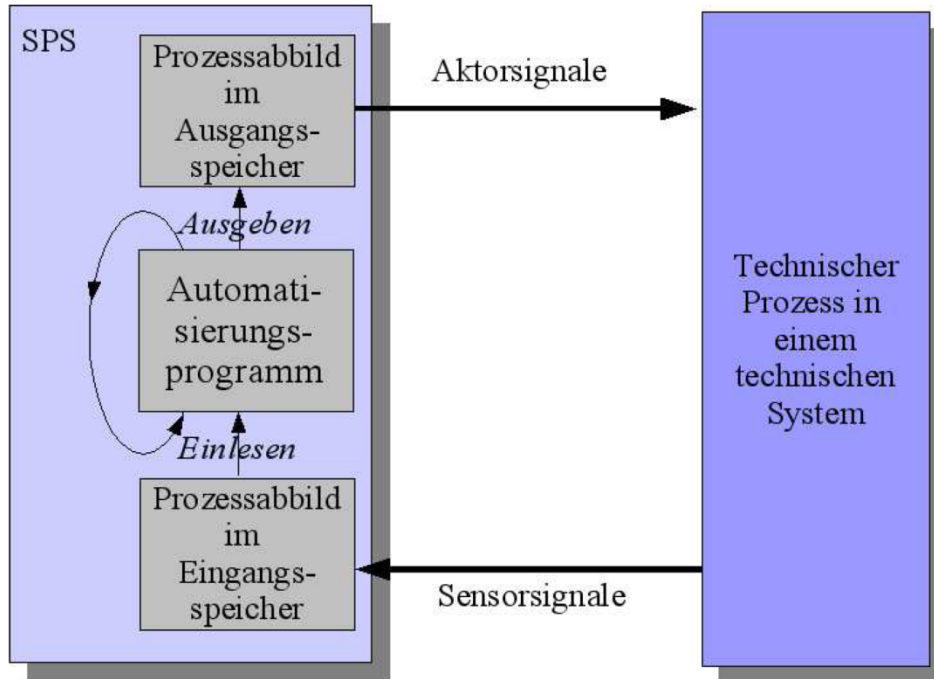 SPS
Prozessabbild
im
Ausgangs-
speicher
Aktorsignale
Ausgeben
Automati-
sierungs-
programm
Einlesen
Prozessabbild
im
Eingangs-
speicher
Sensorsignale
Technischer
Prozess in
einem
technischen
System